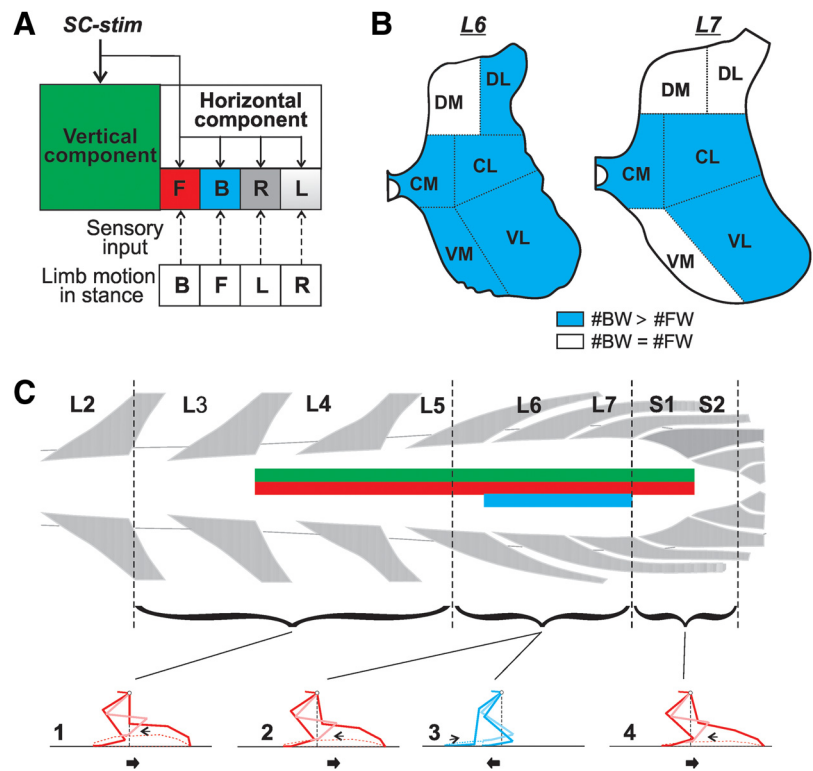 A
SC-stim
Vertical
component
Horizontal
component
F B R L
Sensory
input
Limb motion
in stance
B F L R
B
L6
L7
DM
DL
CM
CL
VM
VL
DM
DL
CM
CL
VM
VL
#BW > #FW
#BW = #FW
C
L2 L3 L4 L5 L6 L7 S1 S2
1 2 3 4